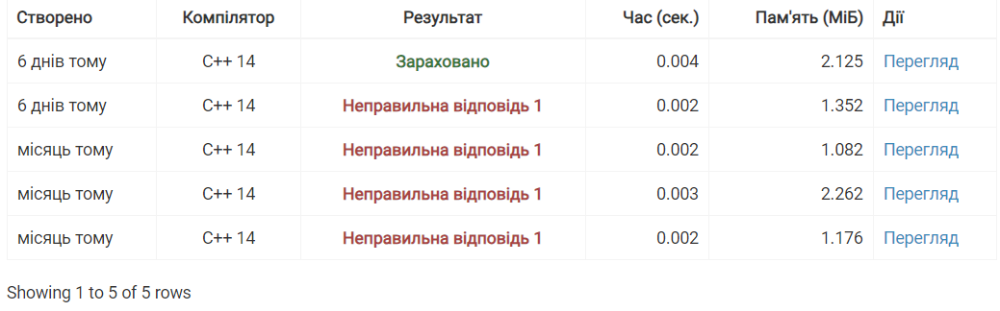 Створено Компілятор Результат Час (сек.) Пам'ять (МіБ) Дії
6 днів тому C++ 14 Зараховано 0.004 2.125 Перегляд
6 днів тому C++ 14 Неправильна відповідь 1 0.002 1.352 Перегляд
місяць тому C++ 14 Неправильна відповідь 1 0.002 1.082 Перегляд
місяць тому C++ 14 Неправильна відповідь 1 0.003 2.262 Перегляд
місяць тому C++ 14 Неправильна відповідь 1 0.002 1.176 Перегляд
Showing 1 to 5 of 5 rows